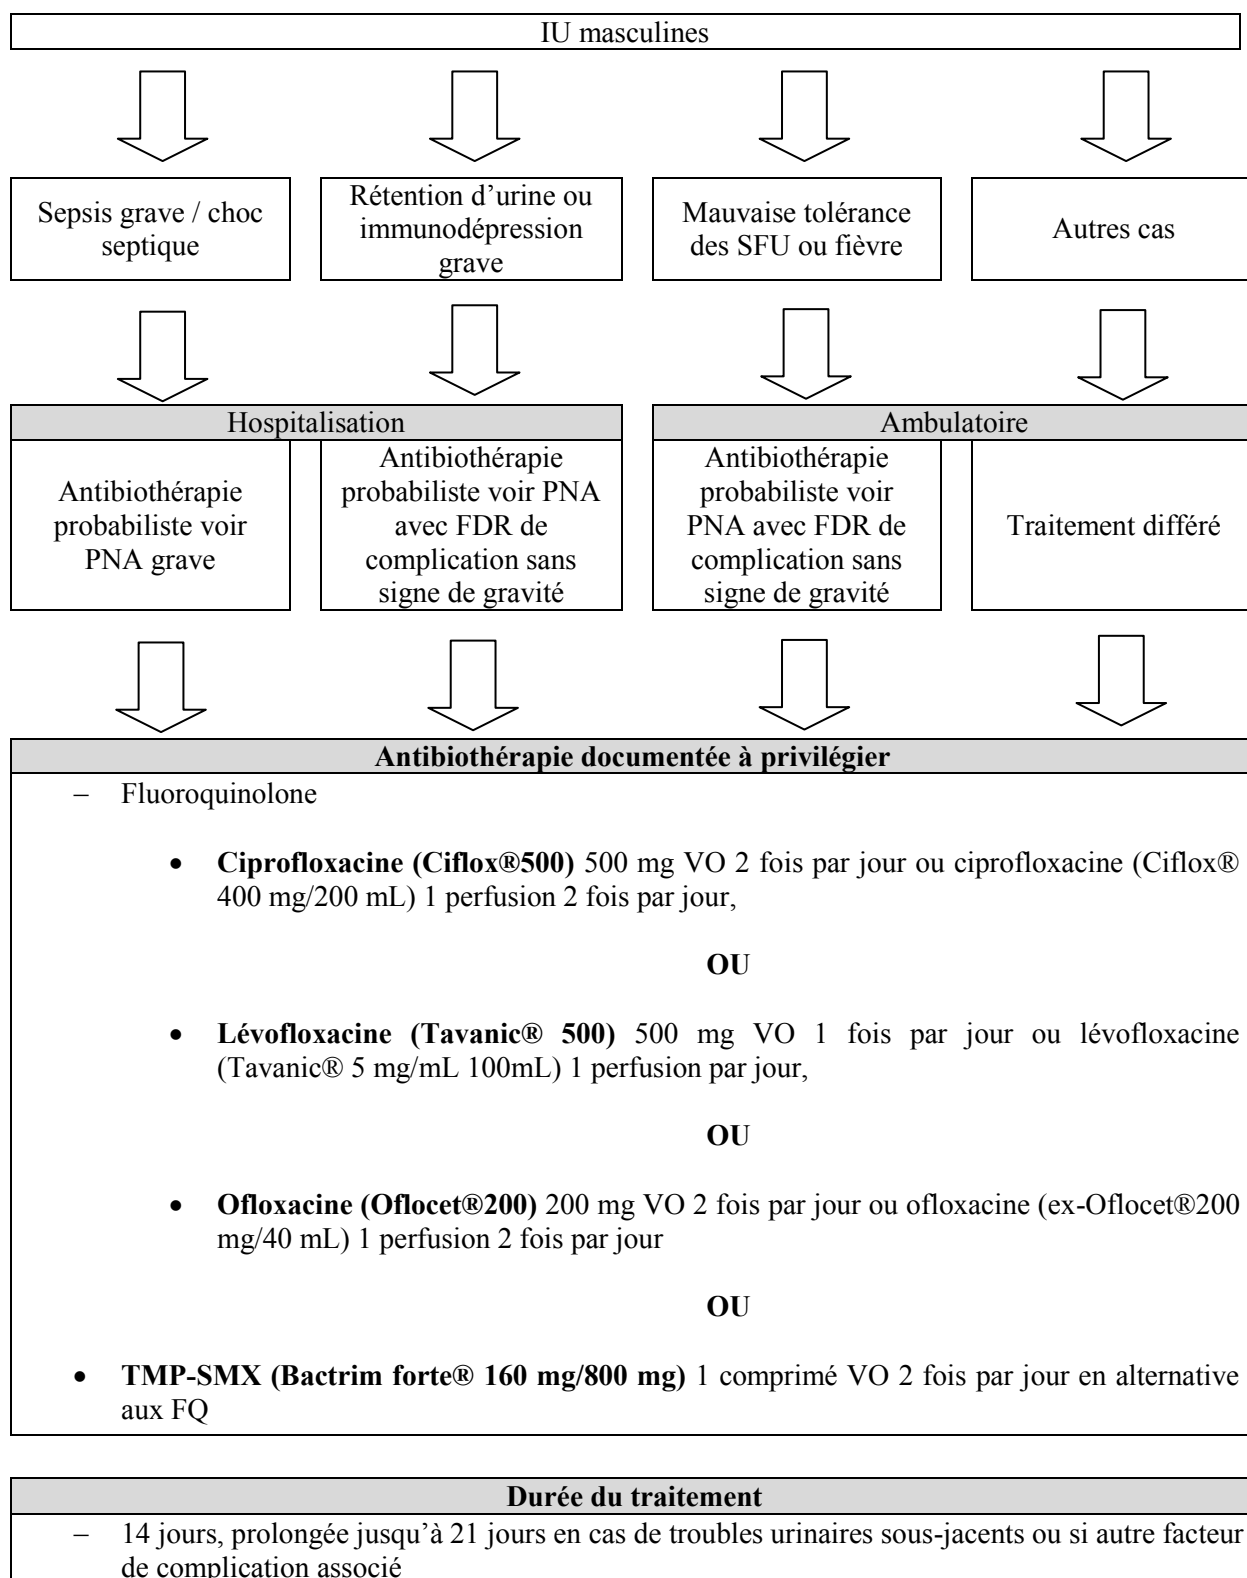 IU masculines
Sepsis grave / choc
septique
Rétention d’urine ou
immunodépression
grave
Mauvaise tolérance
des SFU ou fièvre
Autres cas
Hospitalisation
Ambulatoire
Antibiothérapie
probabiliste voir
PNA grave
Antibiothérapie
probabiliste voir PNA
avec FDR de
complication sans
signe de gravité
Antibiothérapie
probabiliste voir
PNA avec FDR de
complication sans
signe de gravité
Traitement différé
Antibiothérapie documentée à privilégier
– Fluoroquinolone
• Ciprofloxacine (Ciflox®500) 500 mg VO 2 fois par jour ou ciprofloxacine (Ciflox®
400 mg/200 mL) 1 perfusion 2 fois par jour,
OU
• Lévofloxacine (Tavanic® 500) 500 mg VO 1 fois par jour ou lévofloxacine
(Tavanic® 5 mg/mL 100mL) 1 perfusion par jour,
OU
• Ofloxacine (Oflocet®200) 200 mg VO 2 fois par jour ou ofloxacine (ex-Oflocet®200
mg/40 mL) 1 perfusion 2 fois par jour
OU
• TMP-SMX (Bactrim forte® 160 mg/800 mg) 1 comprimé VO 2 fois par jour en alternative
aux FQ
Durée du traitement
– 14 jours, prolongée jusqu’à 21 jours en cas de troubles urinaires sous-jacents ou si autre facteur
de complication associé